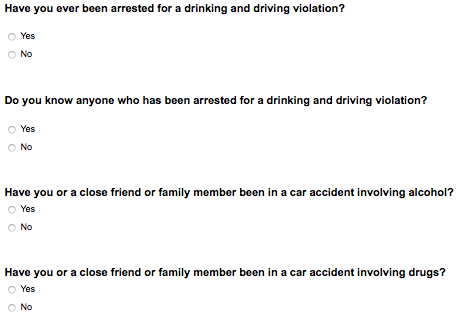 Have you ever been arrested for a drinking and driving violation?
Yes
No
Do you know anyone who has been arrested for a drinking and driving violation?
Yes
No
Have you or a close friend or family member been in a car accident involving alcohol?
Yes
No
Have you or a close friend or family member been in a car accident involving drugs?
Yes
No